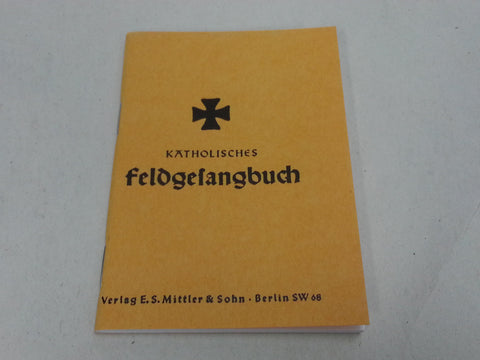 KATHOLISCHES
Feldgeſangbuch
Verlag E. S. Mittler & Sohn · Berlin SW 68